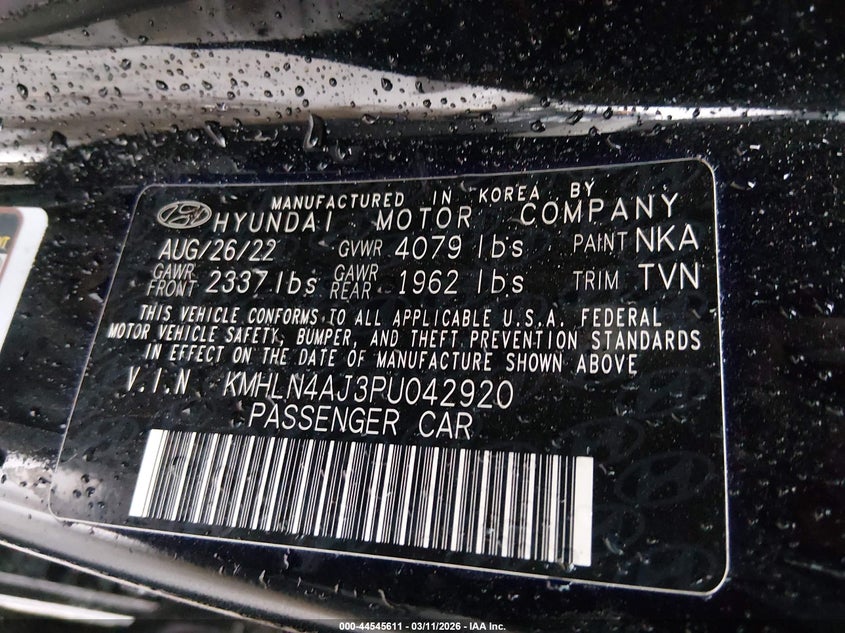 MANUFACTURED IN KOREA BY
HYUNDAI MOTOR COMPANY
AUG/26/22 GVWR 4079 lbs PAINT NKA
GAWR FRONT 2337 lbs GAWR REAR 1962 lbs TRIM TVN
THIS VEHICLE CONFORMS TO ALL APPLICABLE U.S.A. FEDERAL
MOTOR VEHICLE SAFETY, BUMPER, AND THEFT PREVENTION STANDARDS
IN EFFECT ON THE DATE OF MANUFACTURE SHOWN ABOVE
V.I.N KMHLN4AJ3PU042920
PASSENGER CAR
000-44545611 - 03/11/2026 - IAA Inc.